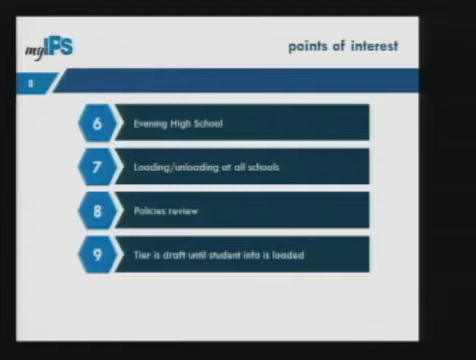 myIPS
points of interest
8
6
Evening High School
7
Loading/unloading at all schools
8
Policies review
9
Tier is draft until student info is loaded